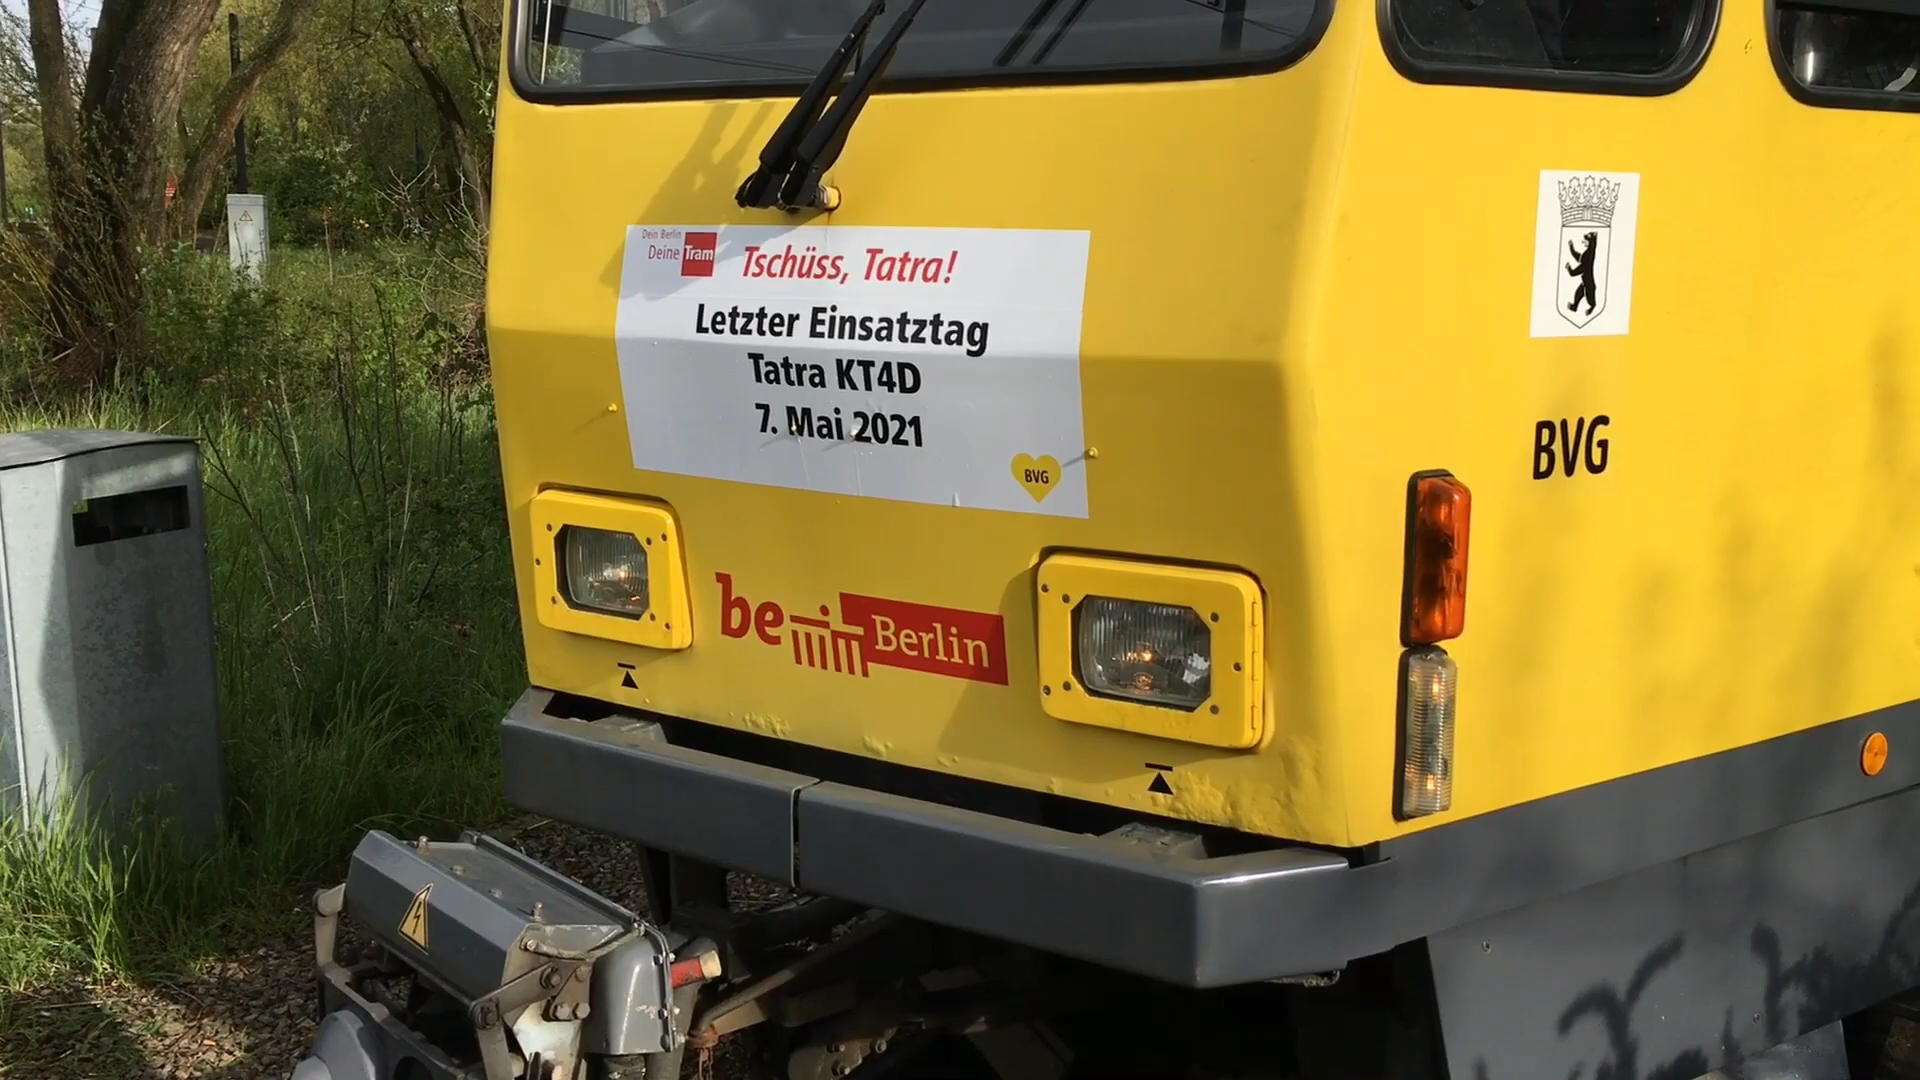 Dein Berlin
Deine Tram
Tschüss, Tatra!
Letzter Einsatztag
Tatra KT4D
7. Mai 2021
BVG
be Berlin
BVG